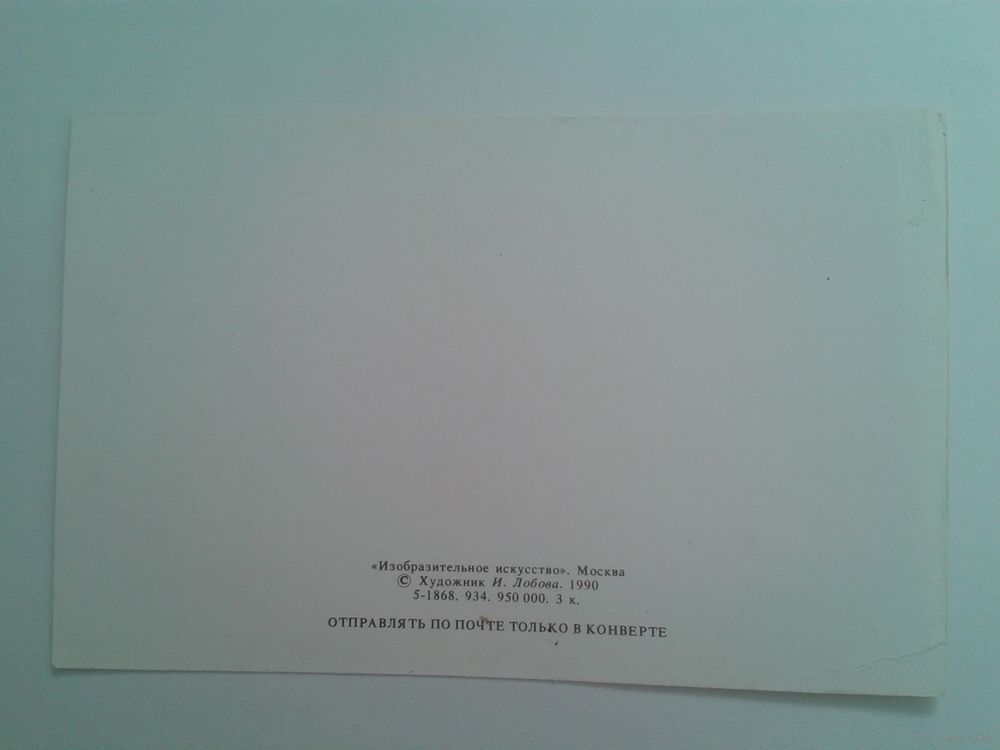 «Изобразительное искусство». Москва
© Художник И. Лобова. 1990
5-1868. 934. 950 000. 3 к.
ОТПРАВЛЯТЬ ПО ПОЧТЕ ТОЛЬКО В КОНВЕРТЕ